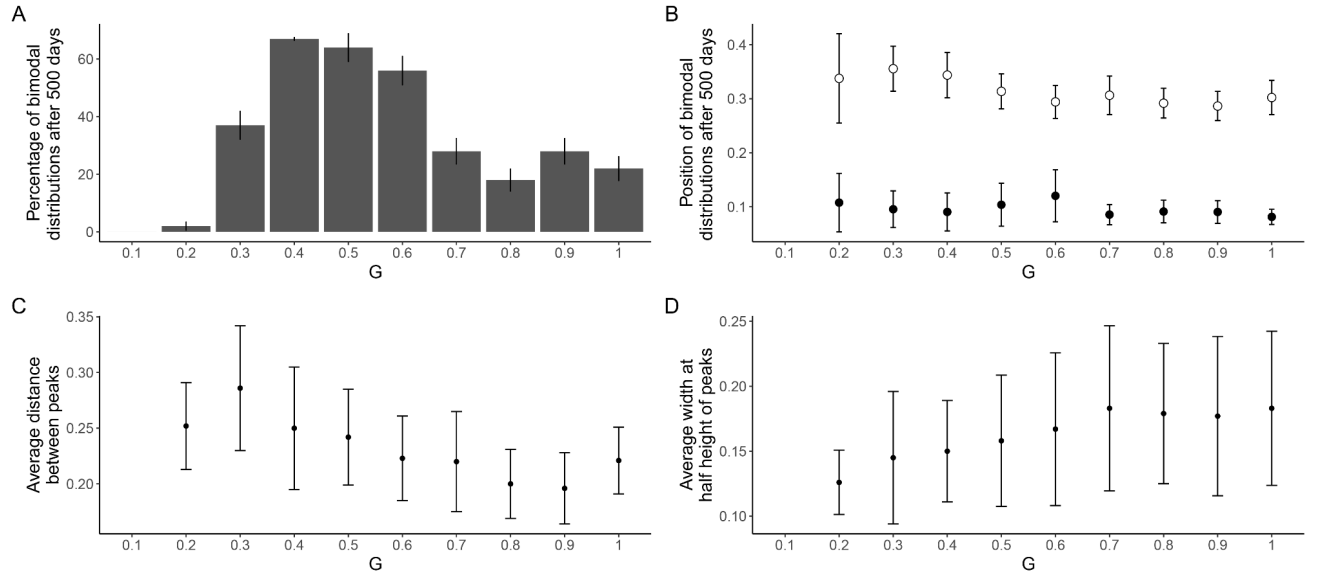 A
Percentage of bimodal
distributions after 500 days
60
40
20
0
0.1 0.2 0.3 0.4 0.5 0.6 0.7 0.8 0.9 1
G
B
Position of bimodal
distributions after 500 days
0.4
0.3
0.2
0.1
0.1 0.2 0.3 0.4 0.5 0.6 0.7 0.8 0.9 1
G
C
Average distance
between peaks
0.35
0.30
0.25
0.20
0.1 0.2 0.3 0.4 0.5 0.6 0.7 0.8 0.9 1
G
D
Average width at
half height of peaks
0.25
0.20
0.15
0.10
0.1 0.2 0.3 0.4 0.5 0.6 0.7 0.8 0.9 1
G